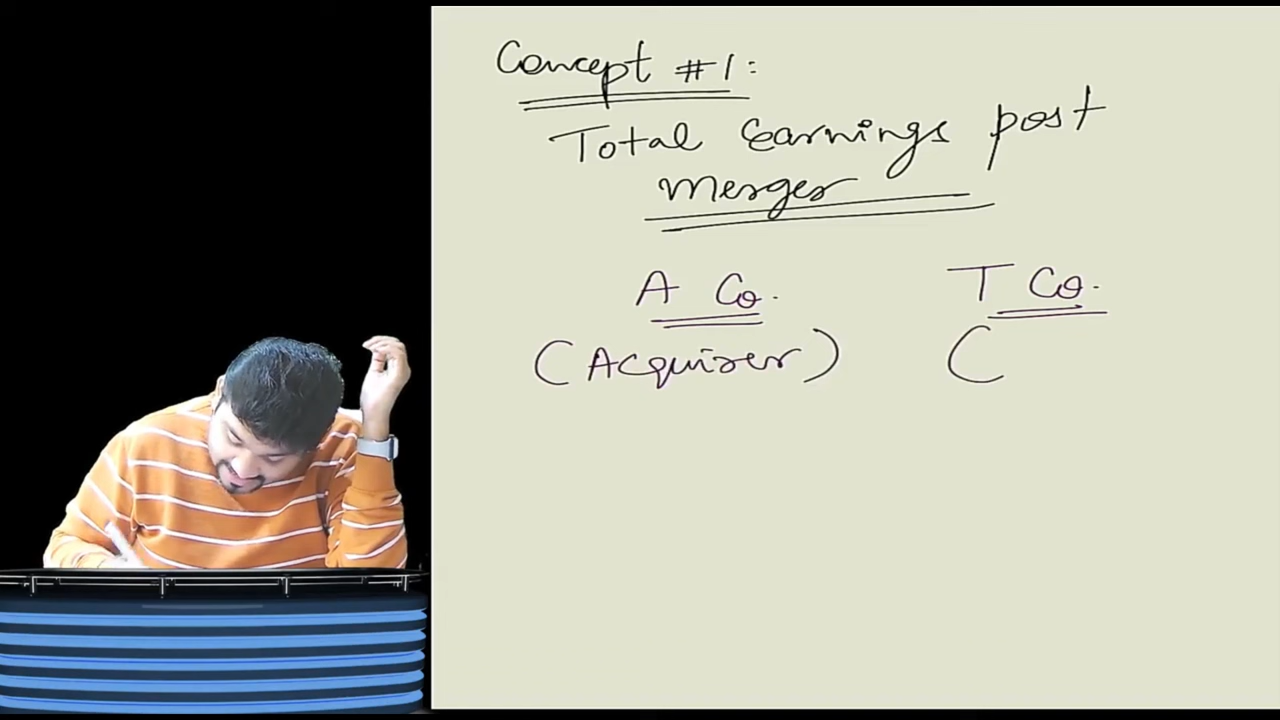 Concept #1:
Total Earnings post
Merger
A Co. T Co.
(Acquirer) (